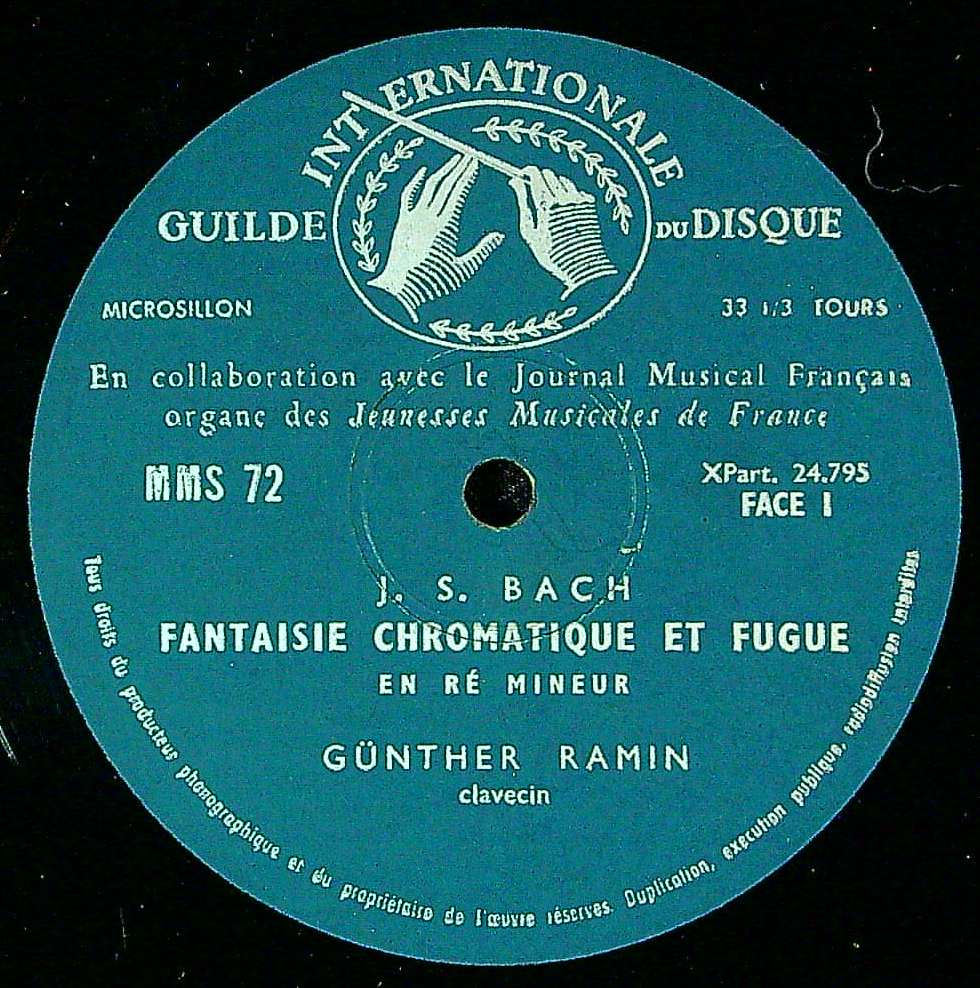 INTERNATIONALE
GUILDE DU DISQUE
MICROSILLON 33 1/3 TOURS
En collaboration avec le Journal Musical Français
organe des Jeunesses Musicales de France
MMS 72
XPart. 24.795
FACE 1
J. S. BACH
FANTAISIE CHROMATIQUE ET FUGUE
EN RÉ MINEUR
GÜNTHER RAMIN
clavecin
Tous droits du producteur phonographique et du propriétaire de l'œuvre réservés. Duplication, execution publique, radiodiffusion interdites